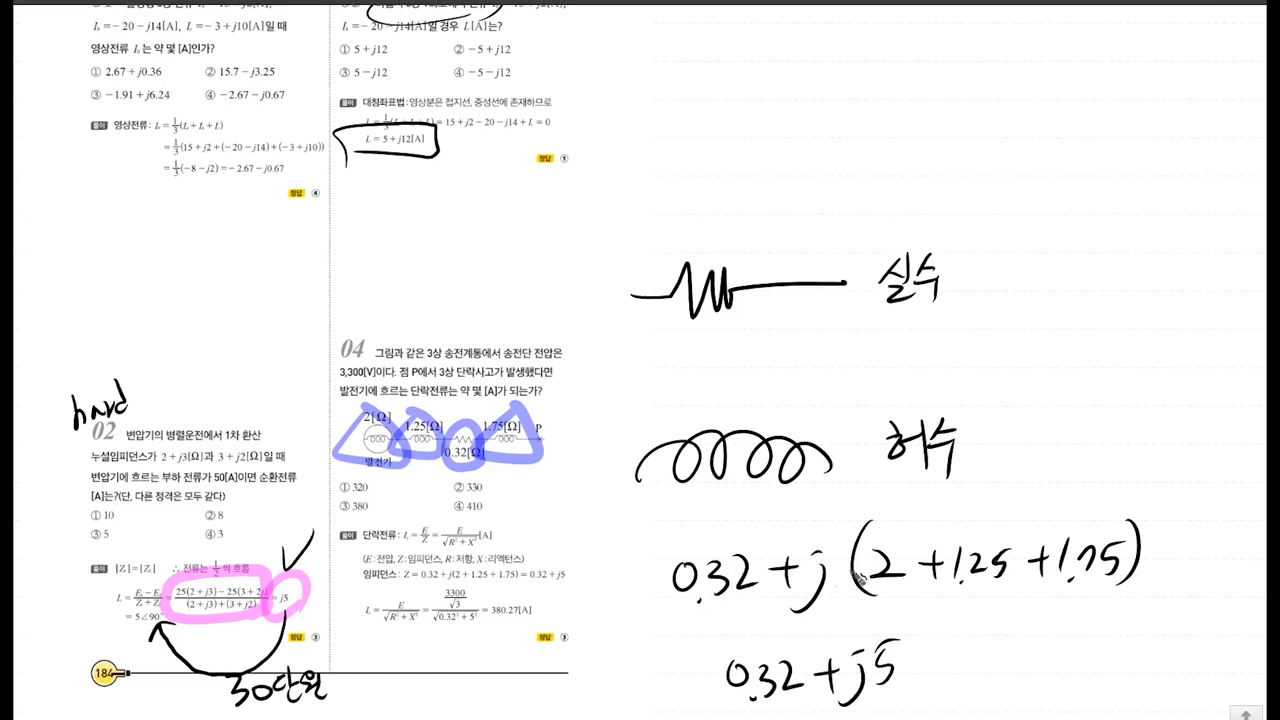 I_b = −20 − j14[A], I_c = −3 + j10[A]일 때
영상전류 I_0는 약 몇 [A]인가?
① 2.67 + j0.36 ② 15.7 − j3.25
③ −1.91 + j6.24 ④ −2.67 − j0.67
풀이 영상전류 : I_0 = 1/3(I_a + I_b + I_c)
= 1/3(15 + j2 + (−20 − j14) + (−3 + j10))
= 1/3(−8 − j2) = −2.67 − j0.67
정답 ④
hard
02 변압기의 병렬운전에서 1차 환산
누설임피던스가 2 + j3[Ω]과 3 + j2[Ω]일 때
변압기에 흐르는 부하 전류가 50[A]이면 순환전류
[A]는?(단, 다른 정격은 모두 같다)
① 10 ② 8
③ 5 ④ 3
풀이 |Z_1| = |Z_2| ∴ 전류는 1/2씩 흐름
25(2 + j3) − 25(3 + 2j) / (2 + j3) + (3 + j2) = j5
= 5∠90
정답 ③
184
30단원
I_b = −20 − j14[A]일 경우 I_c[A]는?
① 5 + j12 ② −5 + j12
③ 5 − j12 ④ −5 − j12
풀이 대칭좌표법 : 영상분은 접지선, 중성선에 존재하므로
= 15 + j2 − 20 − j14 + I_c = 0
I_c = 5 + j12[A]
정답 ①
04 그림과 같은 3상 송전계통에서 송전단 전압은
3,300[V]이다. 점 P에서 3상 단락사고가 발생했다면
발전기에 흐르는 단락전류는 약 몇 [A]가 되는가?
2[Ω] 1.25[Ω] 1.75[Ω] P
발전기 0.32[Ω]
① 320 ② 330
③ 380 ④ 410
풀이 단락전류 : I_s = E/Z = E/√(R² + X²)[A]
(E : 전압, Z : 임피던스, R : 저항, X : 리액턴스)
임피던스 : Z = 0.32 + j(2 + 1.25 + 1.75) = 0.32 + j5
I_s = E/√(R² + X²) = (3300/√3)/√(0.32² + 5²) = 380.27[A]
정답 ③
실수
허수
0.32 + j (2 + 1.25 + 1.75)
0.32 + j5